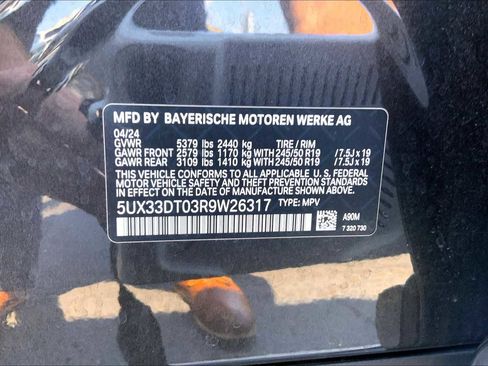 MFD BY BAYERISCHE MOTOREN WERKE AG
04/24
GVWR 5379 lbs 2440 kg TIRE / RIM
GAWR FRONT 2579 lbs 1170 kg WITH 245/50 R19 / 7.5J x 19
GAWR REAR 3109 lbs 1410 kg WITH 245/50 R19 / 7.5J x 19
THIS VEHICLE CONFORMS TO ALL APPLICABLE U. S. FEDERAL
MOTOR VEHICLE SAFETY, BUMPER, AND THEFT PREVENTION
STANDARDS IN EFFECT ON THE DATE OF MANUFACTURE SHOWN ABOVE.
5UX33DT03R9W26317 TYPE: MPV
A90M
7 320 730